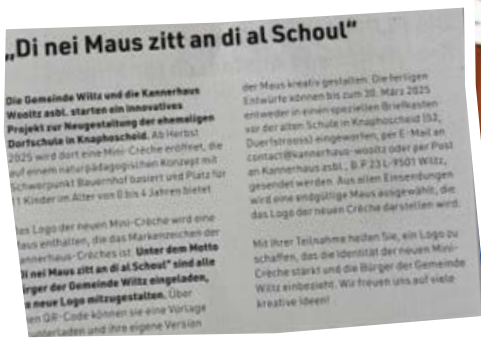 „Di nei Maus zitt an di al Schoul“
Die Gemeinde Wiltz und die Kannerhaus
Wooltz asbl. starten ein innovatives
Projekt zur Neugestaltung der ehemaligen
Dorfschule in Knaphoscheid. Ab Herbst
2025 wird dort eine Mini-Crèche eröffnet, die
auf einem naturpädagogischen Konzept mit
Schwerpunkt Bauernhof basiert und Platz für
11 Kinder im Alter von 0 bis 4 Jahren bietet
Das Logo der neuen Mini-Crèche wird eine
Maus enthalten, die das Markenzeichen der
Kannerhaus-Crèches ist. Unter dem Motto
„Di nei Maus zitt an di al Schoul“ sind alle
Bürger der Gemeinde Wiltz eingeladen,
neue Logo mitzugestalten. Über
den QR-Code können sie eine Vorlage
herunterladen und ihre eigene Version
der Maus kreativ gestalten. Die fertigen
Entwürfe können bis zum 20. März 2025
entweder in einen speziellen Briefkasten
vor der alten Schule in Knaphoscheid (52,
Duerfstrooss) eingeworfen, per E-Mail an
contact@kannerhaus-wooltz oder per Post
an Kannerhaus asbl., B.P 23 L-9501 Wiltz,
gesendet werden. Aus allen Einsendungen
wird eine endgültige Maus ausgewählt, die
das Logo der neuen Crèche darstellen wird.
Mit Ihrer Teilnahme helfen Sie, ein Logo zu
schaffen, das die Identität der neuen Mini-
Crèche stärkt und die Bürger der Gemeinde
Wiltz einbezieht. Wir freuen uns auf viele
kreative Ideen!